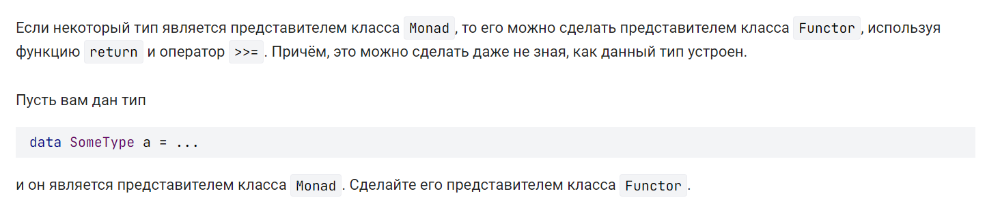 Если некоторый тип является представителем класса Monad, то его можно сделать представителем класса Functor, используя
функцию return и оператор >>=. Причём, это можно сделать даже не зная, как данный тип устроен.
Пусть вам дан тип
data SomeType a = ...
и он является представителем класса Monad. Сделайте его представителем класса Functor.